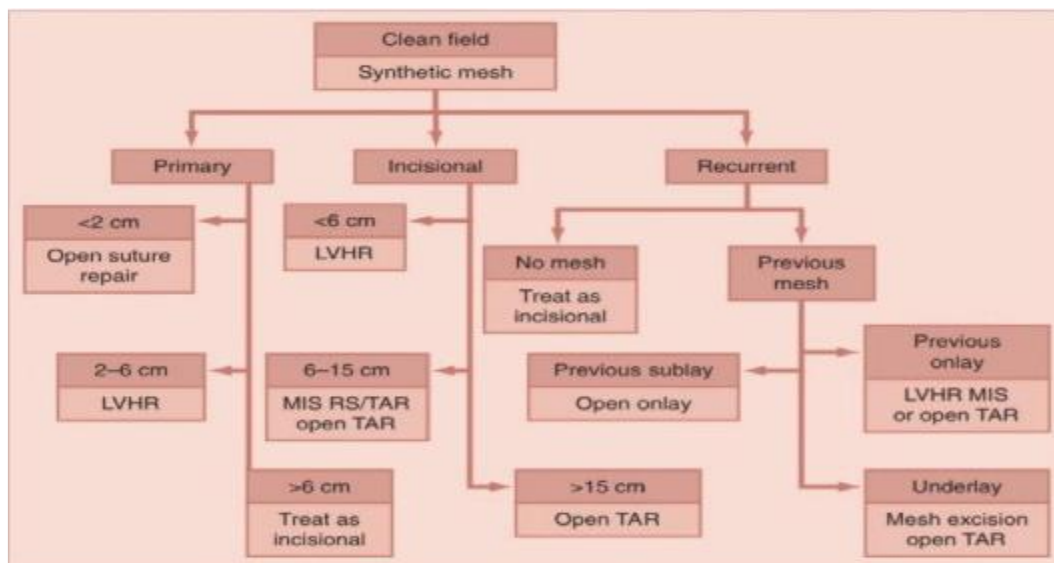 Clean field
Synthetic mesh
Primary
Incisional
Recurrent
<2 cm
Open suture
repair
<6 cm
LVHR
No mesh
Treat as
incisional
Previous
mesh
2–6 cm
LVHR
6–15 cm
MIS RS/TAR
open TAR
Previous sublay
Open onlay
Previous
onlay
LVHR MIS
or open TAR
>6 cm
Treat as
incisional
>15 cm
Open TAR
Underlay
Mesh excision
open TAR